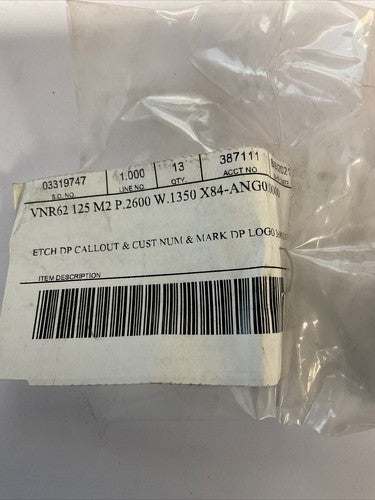 03319747 1.000 13 387111
S.O. NO LINE NO. QTY. ACCT NO
VNR62 125 M2 P.2600 W.1350 X84-ANG0
ETCH DP CALLOUT & CUST NUM & MARK DP LOGO
ITEM DESCRIPTION